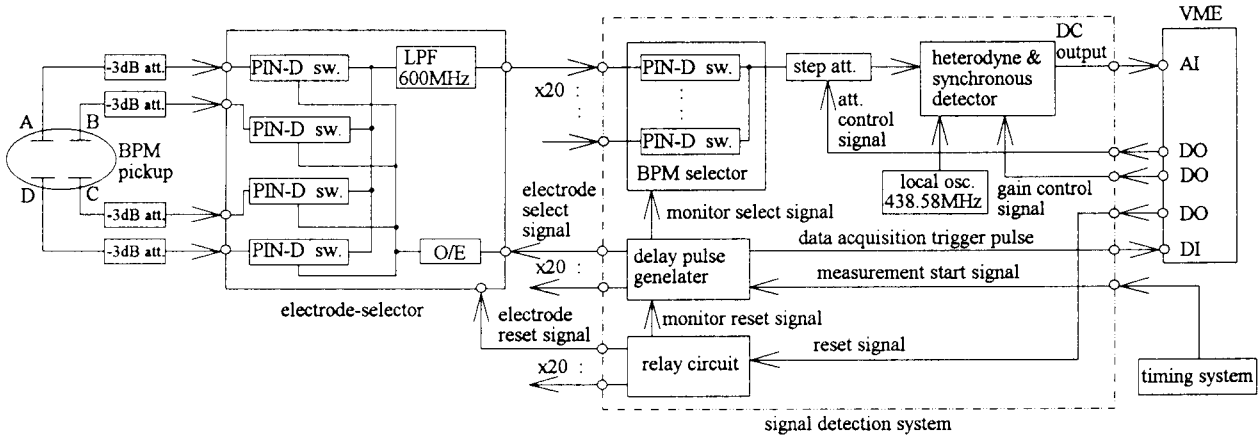 VME
-3dB att.
-3dB att.
-3dB att.
-3dB att.
A
B
C
D
BPM
pickup
PIN-D sw.
PIN-D sw.
PIN-D sw.
PIN-D sw.
LPF
600MHz
O/E
electrode-selector
x20 :
PIN-D sw.
PIN-D sw.
BPM selector
step att.
att.
control
signal
heterodyne &
synchronous
detector
DC
output
local osc.
438.58MHz
gain control
signal
AI
DO
DO
DO
DI
electrode
select
signal
x20 :
monitor select signal
delay pulse
genelater
data acquisition trigger pulse
measurement start signal
electrode
reset signal
monitor reset signal
x20 :
relay circuit
reset signal
timing system
signal detection system